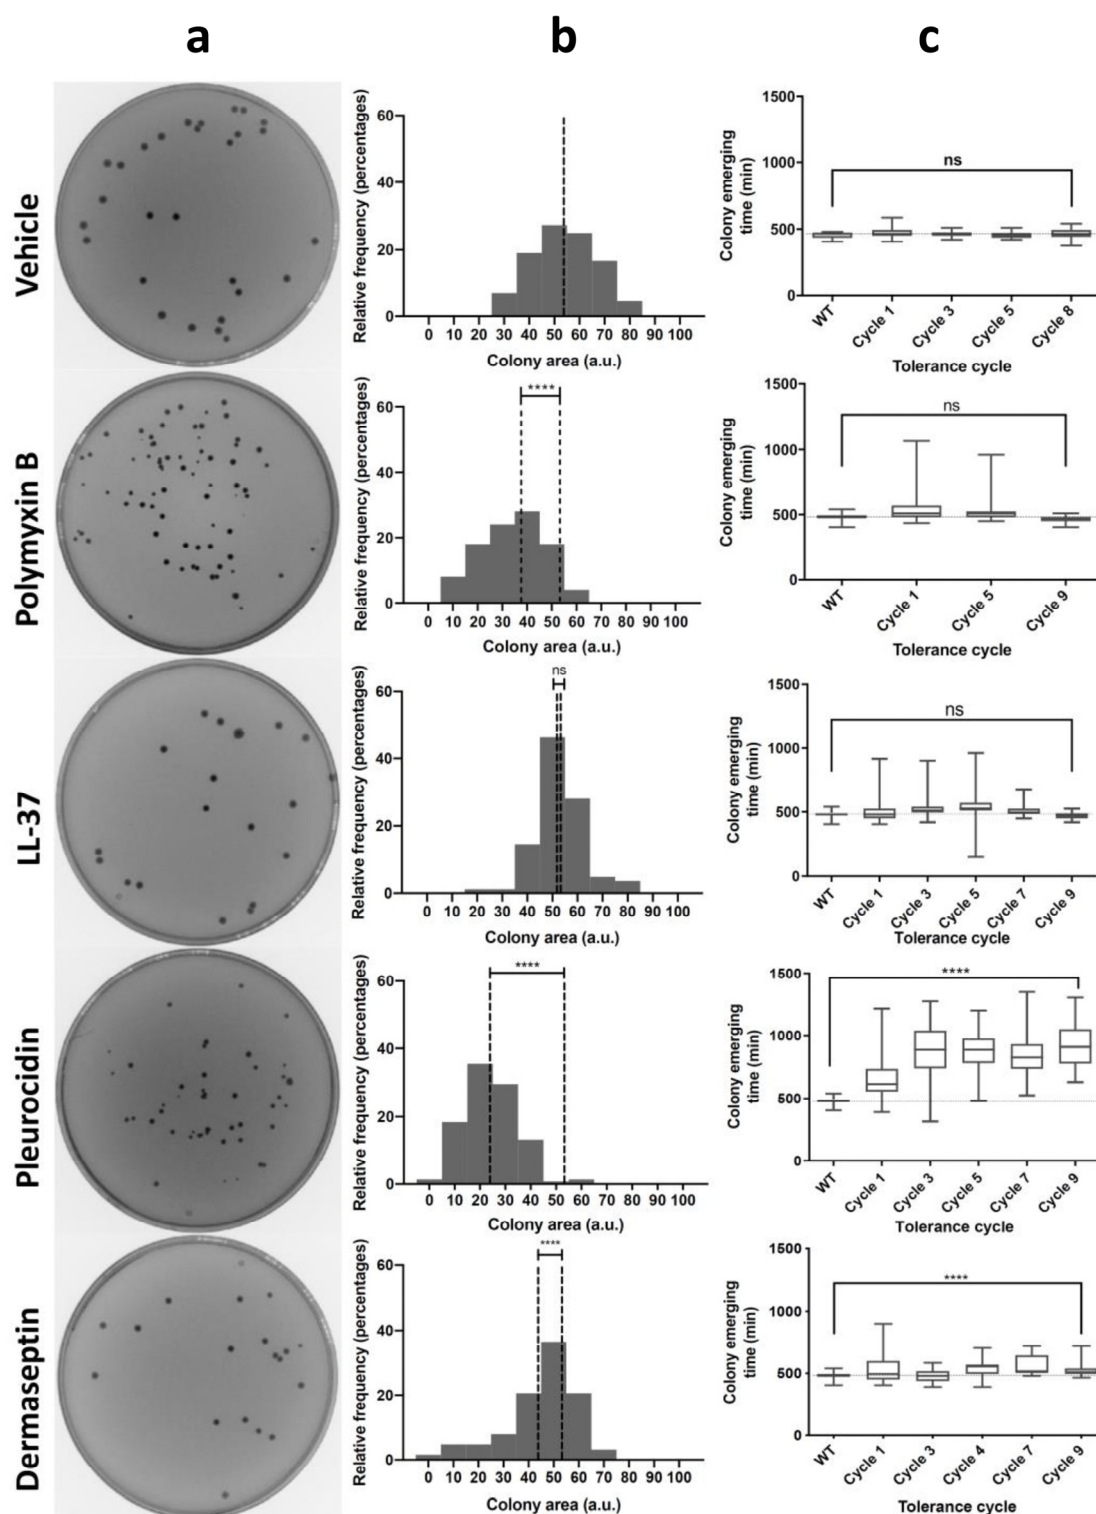 a b c
Vehicle
Relative frequency (percentages)
60
40
20
0
0 10 20 30 40 50 60 70 80 90 100
Colony area (a.u.)
Colony emerging
time (min)
1500
1000
500
0
ns
WT Cycle 1 Cycle 3 Cycle 5 Cycle 8
Tolerance cycle
Polymyxin B
Relative frequency (percentages)
60
40
20
0
****
0 10 20 30 40 50 60 70 80 90 100
Colony area (a.u.)
Colony emerging
time (min)
1500
1000
500
0
ns
WT Cycle 1 Cycle 5 Cycle 9
Tolerance cycle
LL-37
Relative frequency (percentages)
60
40
20
0
ns
0 10 20 30 40 50 60 70 80 90 100
Colony area (a.u.)
Colony emerging
time (min)
1500
1000
500
0
ns
WT Cycle 1 Cycle 3 Cycle 5 Cycle 7 Cycle 9
Tolerance cycle
Pleurocidin
Relative frequency (percentages)
60
40
20
0
****
0 10 20 30 40 50 60 70 80 90 100
Colony area (a.u.)
Colony emerging
time (min)
1500
1000
500
0
****
WT Cycle 1 Cycle 3 Cycle 5 Cycle 7 Cycle 9
Tolerance cycle
Dermaseptin
Relative frequency (percentages)
60
40
20
0
****
0 10 20 30 40 50 60 70 80 90 100
Colony area (a.u.)
Colony emerging
time (min)
1500
1000
500
0
****
WT Cycle 1 Cycle 3 Cycle 4 Cycle 7 Cycle 9
Tolerance cycle